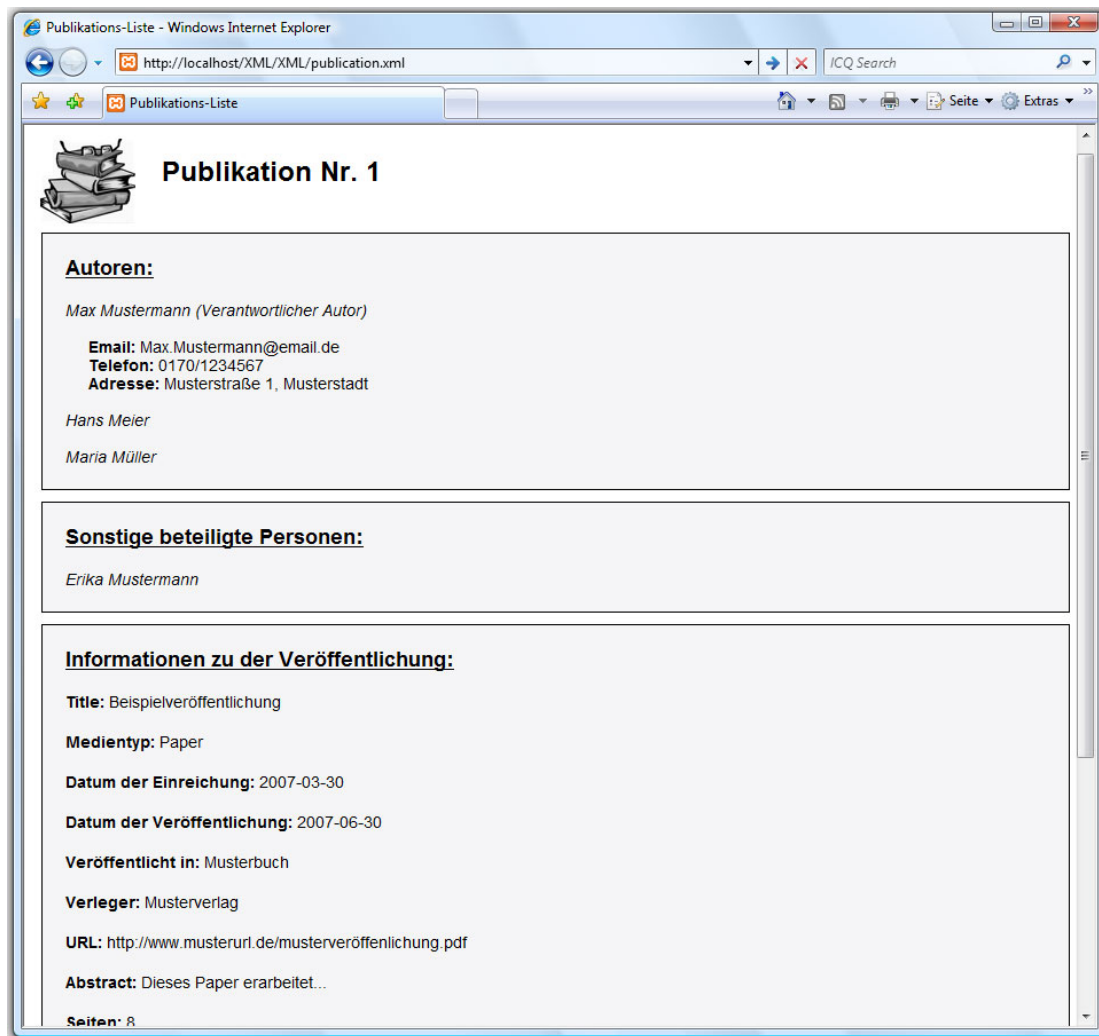 Publikations-Liste - Windows Internet Explorer
http://localhost/XML/XML/publication.xml
ICQ Search
Publikations-Liste
Seite
Extras
Publikation Nr. 1
Autoren:
Max Mustermann (Verantwortlicher Autor)
Email: Max.Mustermann@email.de
Telefon: 0170/1234567
Adresse: Musterstraße 1, Musterstadt
Hans Meier
Maria Müller
Sonstige beteiligte Personen:
Erika Mustermann
Informationen zu der Veröffentlichung:
Title: Beispielveröffentlichung
Medientyp: Paper
Datum der Einreichung: 2007-03-30
Datum der Veröffentlichung: 2007-06-30
Veröffentlicht in: Musterbuch
Verleger: Musterverlag
URL: http://www.musterurl.de/musterveröffenlichung.pdf
Abstract: Dieses Paper erarbeitet...
Seiten: 8